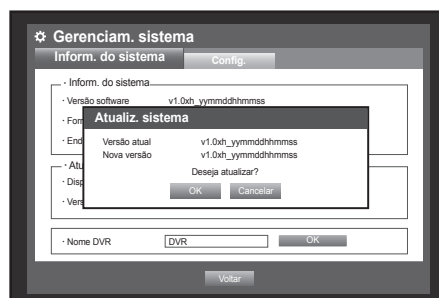 Gerenciam. sistema
Inform. do sistema
Config.
· Inform. do sistema
· Versão software v1.0xh_yymmddhhmmss
Atualiz. sistema
Versão atual v1.0xh_yymmddhhmmss
Nova versão v1.0xh_yymmddhhmmss
Deseja atualizar?
OK Cancelar
· Nome DVR DVR OK
Voltar